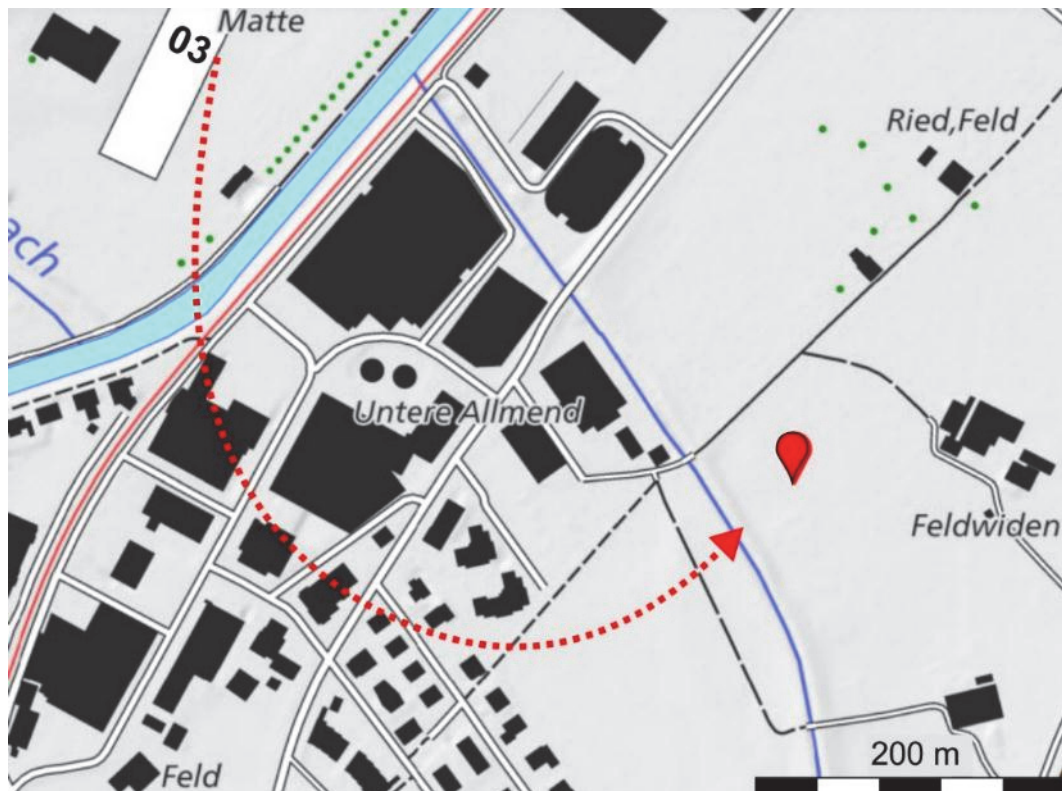 Matte
03
Ried,Feld
ach
Untere Allmend
Feldwiden
200 m
Feld